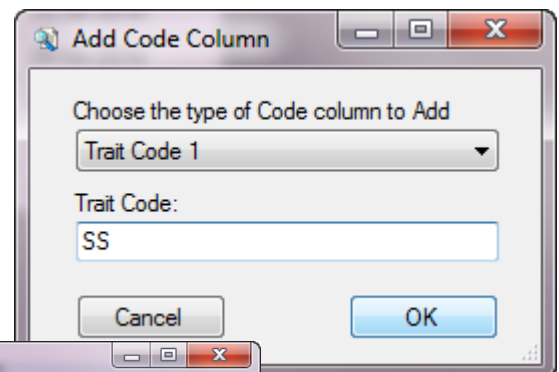 Add Code Column
Choose the type of Code column to Add
Trait Code 1
Trait Code:
SS
Cancel OK